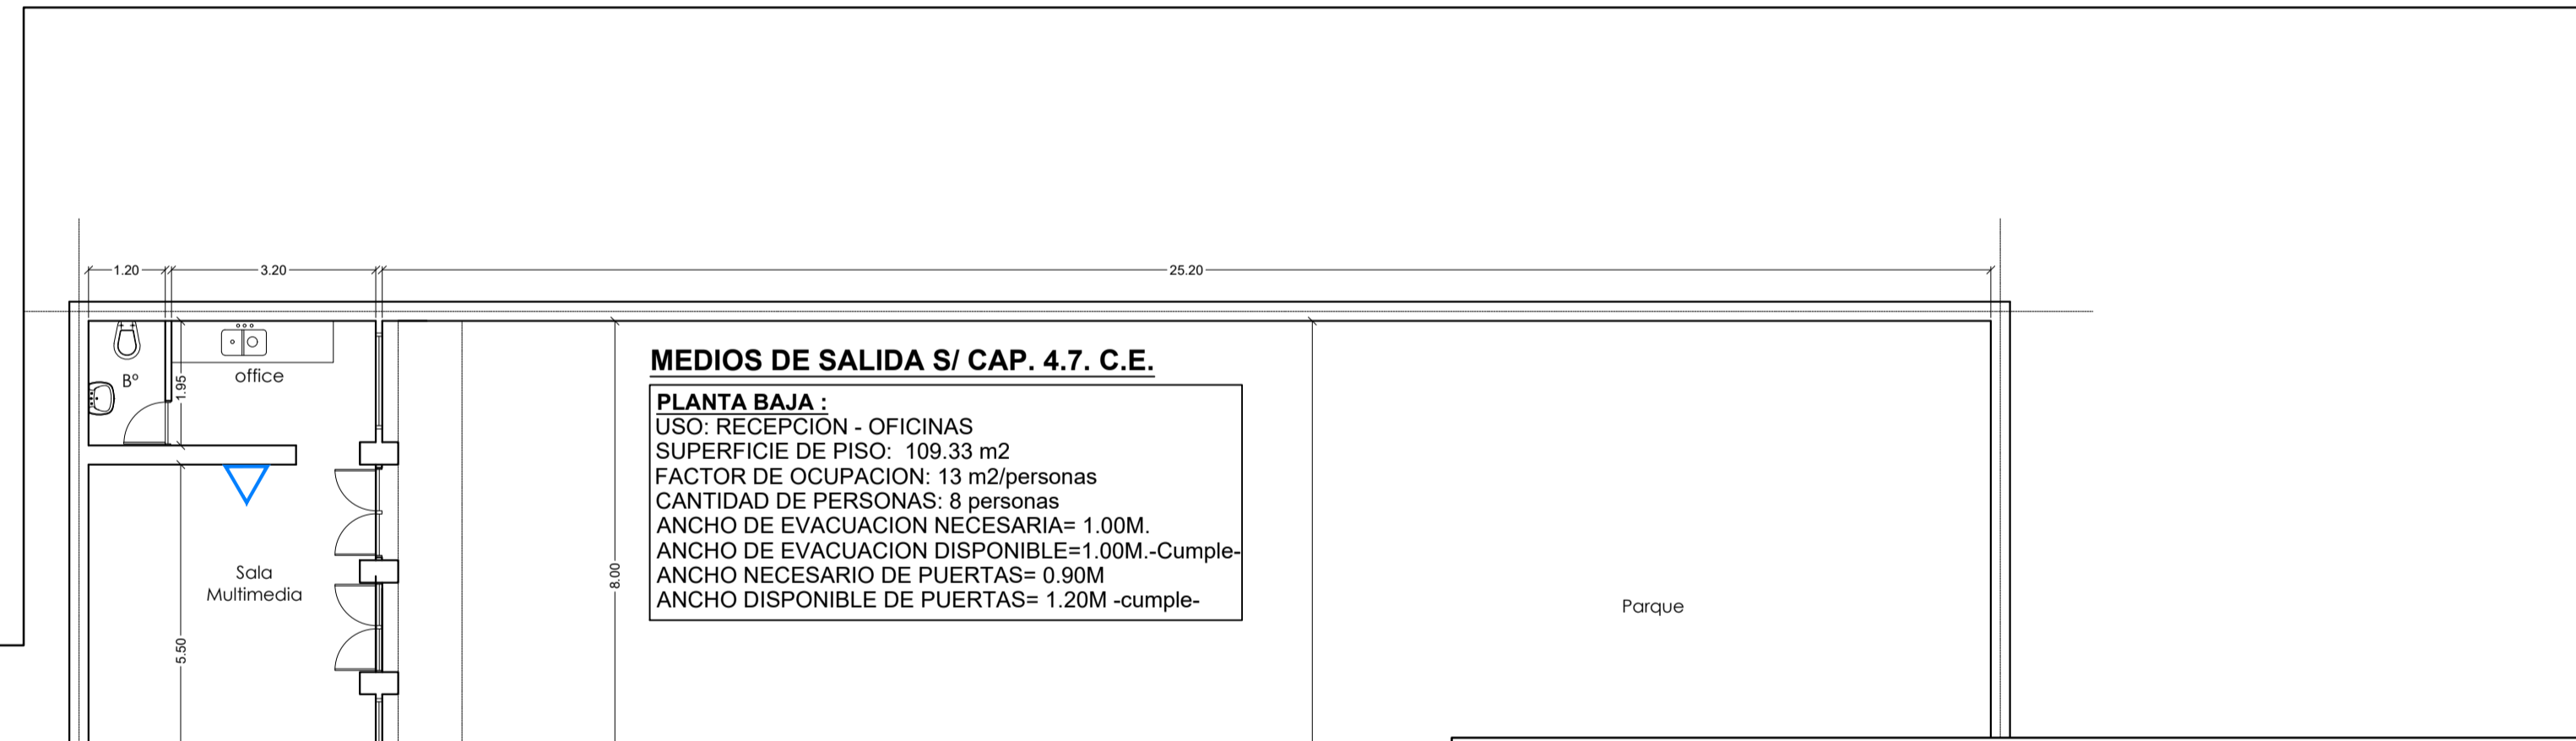 1.20
3.20
25.20
Bº
1.95
office
MEDIOS DE SALIDA S/ CAP. 4.7. C.E.
PLANTA BAJA :
USO: RECEPCION - OFICINAS
SUPERFICIE DE PISO: 109.33 m2
FACTOR DE OCUPACION: 13 m2/personas
CANTIDAD DE PERSONAS: 8 personas
ANCHO DE EVACUACION NECESARIA= 1.00M.
ANCHO DE EVACUACION DISPONIBLE=1.00M.-Cumple-
ANCHO NECESARIO DE PUERTAS= 0.90M
ANCHO DISPONIBLE DE PUERTAS= 1.20M -cumple-
Sala
Multimedia
8.00
Parque
5.50